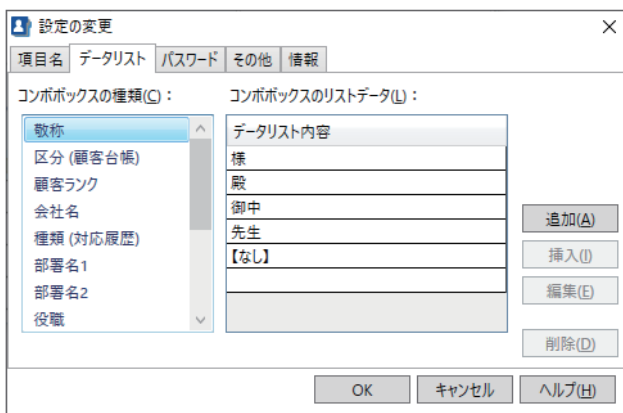 設定の変更
項目名 データリスト パスワード その他 情報
コンボボックスの種類(C):
敬称
区分 (顧客台帳)
顧客ランク
会社名
種類 (対応履歴)
部署名1
部署名2
役職
コンボボックスのリストデータ(L):
データリスト内容
様
殿
御中
先生
【なし】
追加(A)
挿入(I)
編集(E)
削除(D)
OK キャンセル ヘルプ(H)